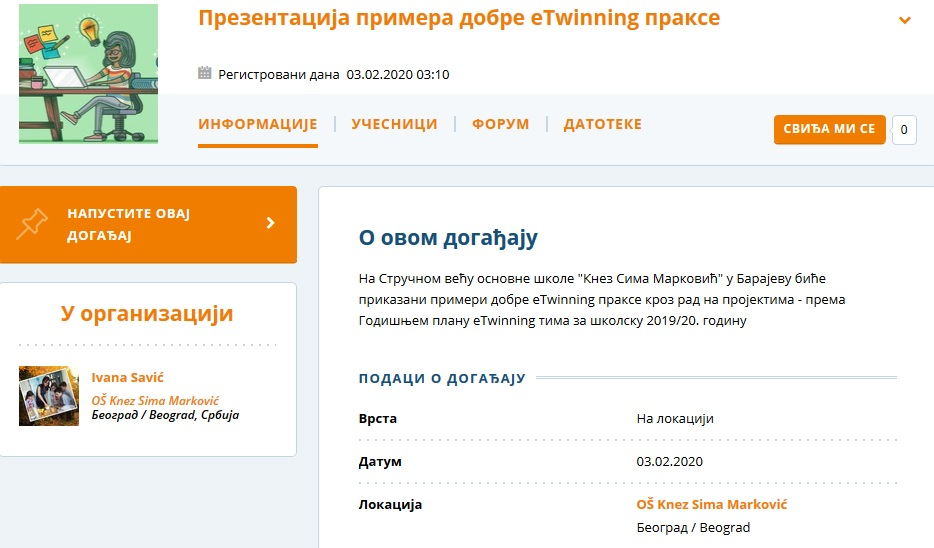 Презентација примера добре eTwinning праксе
Регистровани дана 03.02.2020 03:10
ИНФОРМАЦИЈЕ | УЧЕСНИЦИ | ФОРУМ | ДАТОТЕКЕ
СВИЂА МИ СЕ 0
НАПУСТИТЕ ОВАЈ
ДОГАЂАЈ
У организацији
Ivana Savić
OŠ Knez Sima Marković
Београд / Beograd, Србија
О овом догађају
На Стручном већу основне школе "Кнез Сима Марковић" у Барајеву биће
приказани примери добре eTwinning праксе кроз рад на пројектима - према
Годишњем плану eTwinning тима за школску 2019/20. годину
ПОДАЦИ О ДОГАЂАЈУ
Врста На локацији
Датум 03.02.2020
Локација OŠ Knez Sima Marković
Београд / Beograd